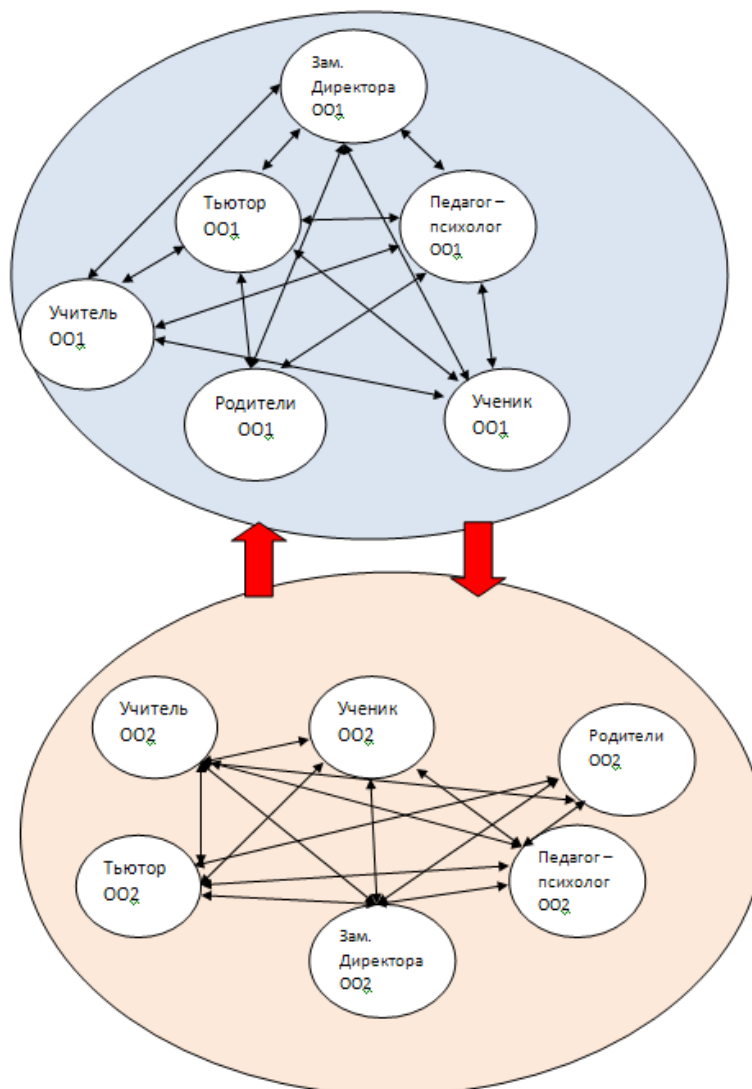 Зам.
Директора
ОО1
Тьютор
ОО1
Педагог –
психолог
ОО1
Учитель
ОО1
Родители
ОО1
Ученик
ОО1
Учитель
ОО2
Ученик
ОО2
Родители
ОО2
Тьютор
ОО2
Педагог –
психолог
ОО2
Зам.
Директора
ОО2